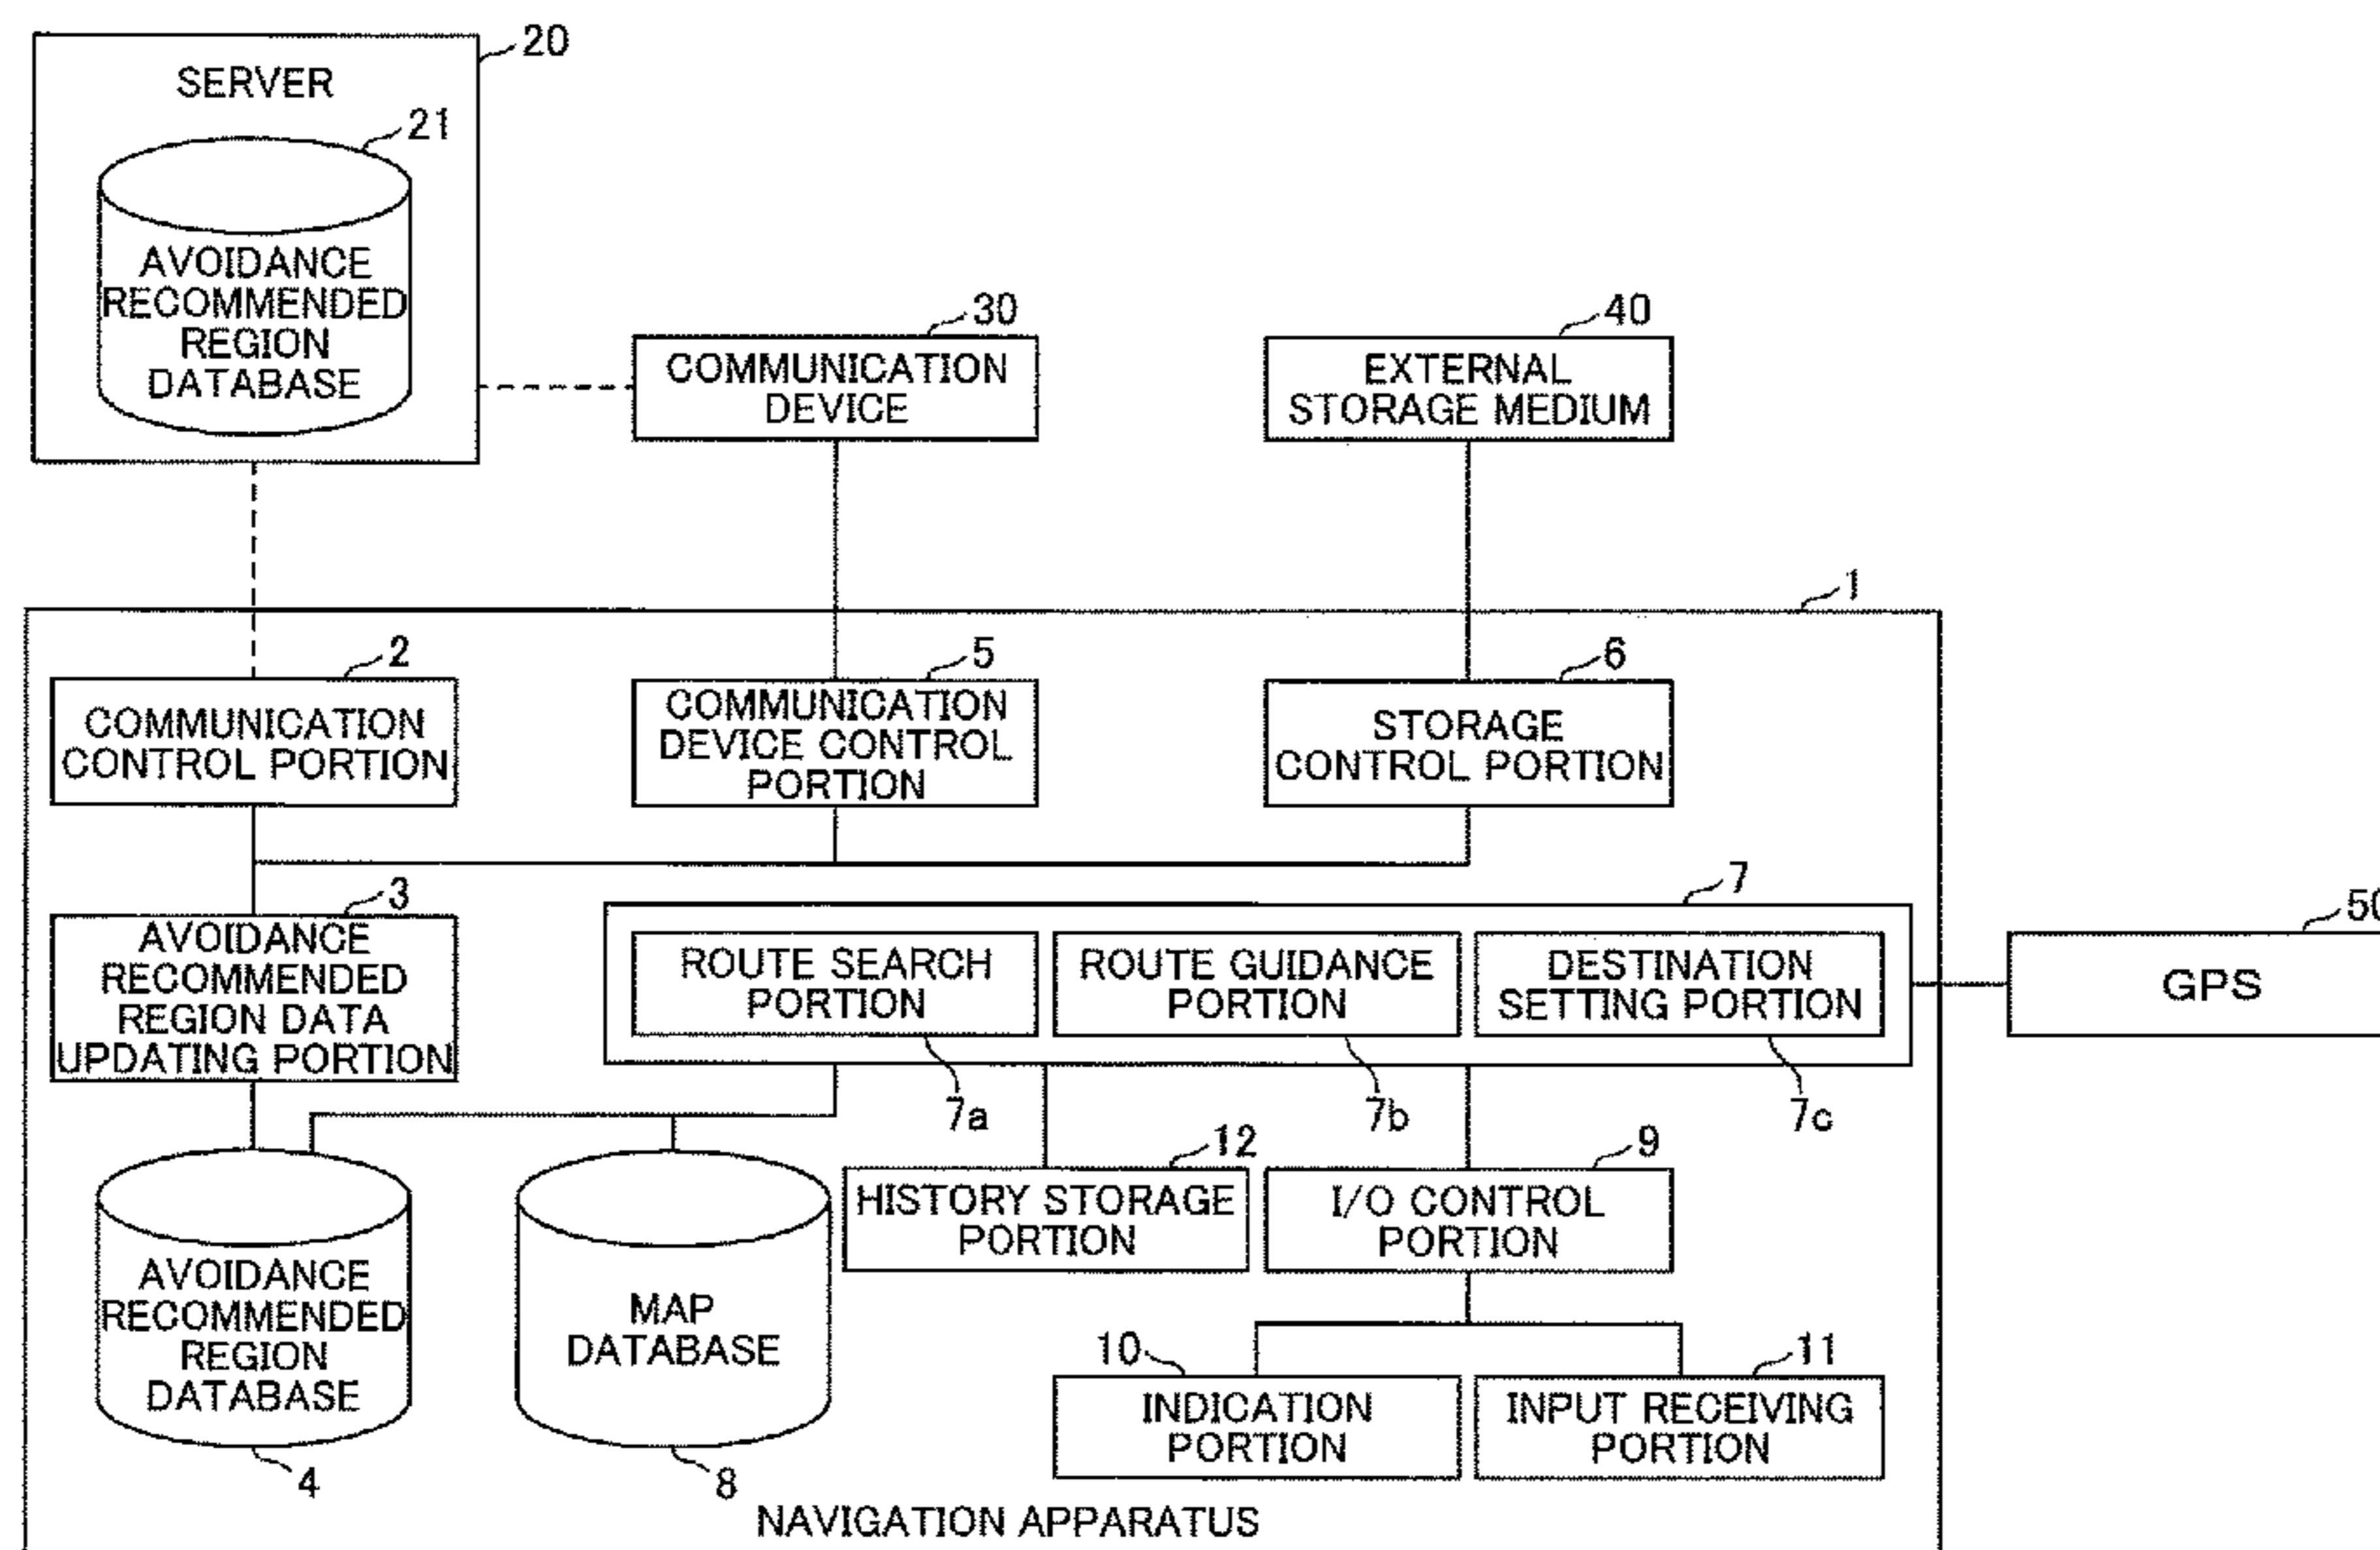 20
SERVER
21
AVOIDANCE
RECOMMENDED
REGION
DATABASE
30
COMMUNICATION
DEVICE
40
EXTERNAL
STORAGE MEDIUM
1
2
COMMUNICATION
CONTROL PORTION
5
COMMUNICATION
DEVICE CONTROL
PORTION
6
STORAGE
CONTROL PORTION
3
AVOIDANCE
RECOMMENDED
REGION DATA
UPDATING PORTION
7
ROUTE SEARCH
PORTION
ROUTE GUIDANCE
PORTION
DESTINATION
SETTING PORTION
50
GPS
7a
7b
7c
12
HISTORY STORAGE
PORTION
9
I/O CONTROL
PORTION
AVOIDANCE
RECOMMENDED
REGION
DATABASE
4
MAP
DATABASE
8
10
INDICATION
PORTION
11
INPUT RECEIVING
PORTION
NAVIGATION APPARATUS